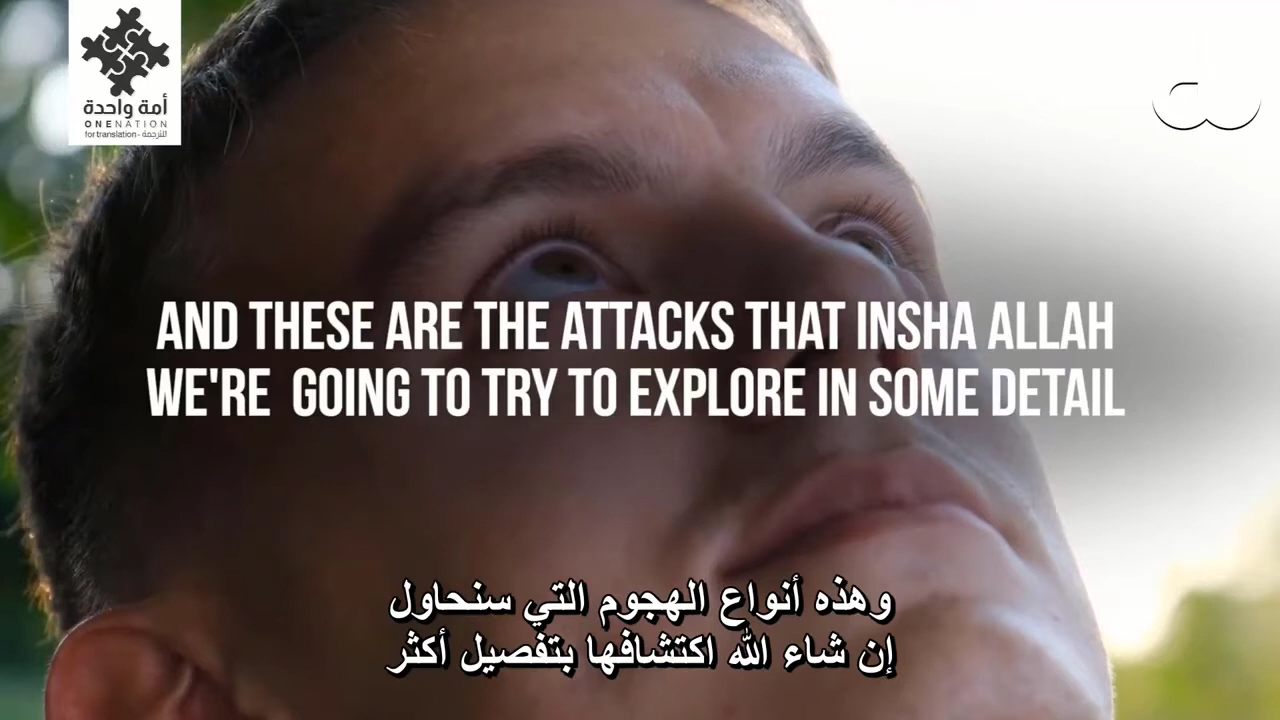 أمة واحدة
ONENATION
for translation - للترجمة
AND THESE ARE THE ATTACKS THAT INSHA ALLAH
WE'RE  GOING TO TRY TO EXPLORE IN SOME DETAIL
وهذه أنواع الهجوم التي سنحاول
إن شاء الله اكتشافها بتفصيل أكثر